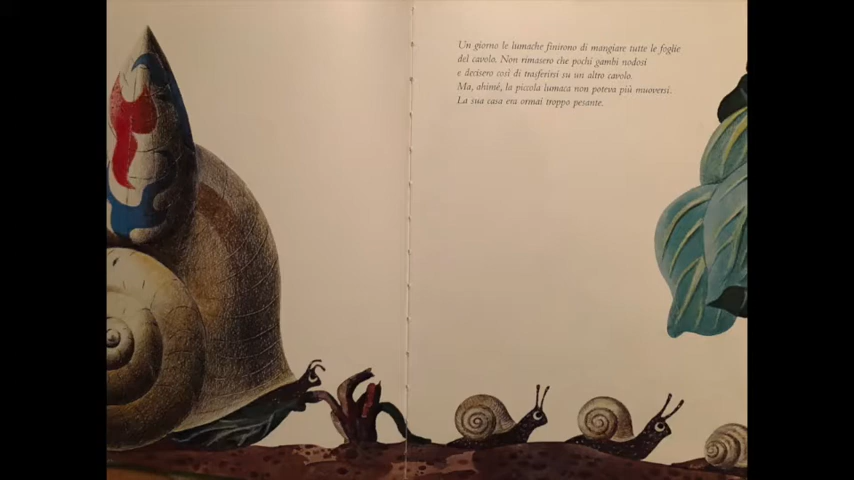 Un giorno le lumache finirono di mangiare tutte le foglie
del cavolo. Non rimasero che pochi gambi nodosi
e decisero così di trasferirsi su un altro cavolo.
Ma, ahimé, la piccola lumaca non poteva più muoversi.
La sua casa era ormai troppo pesante.